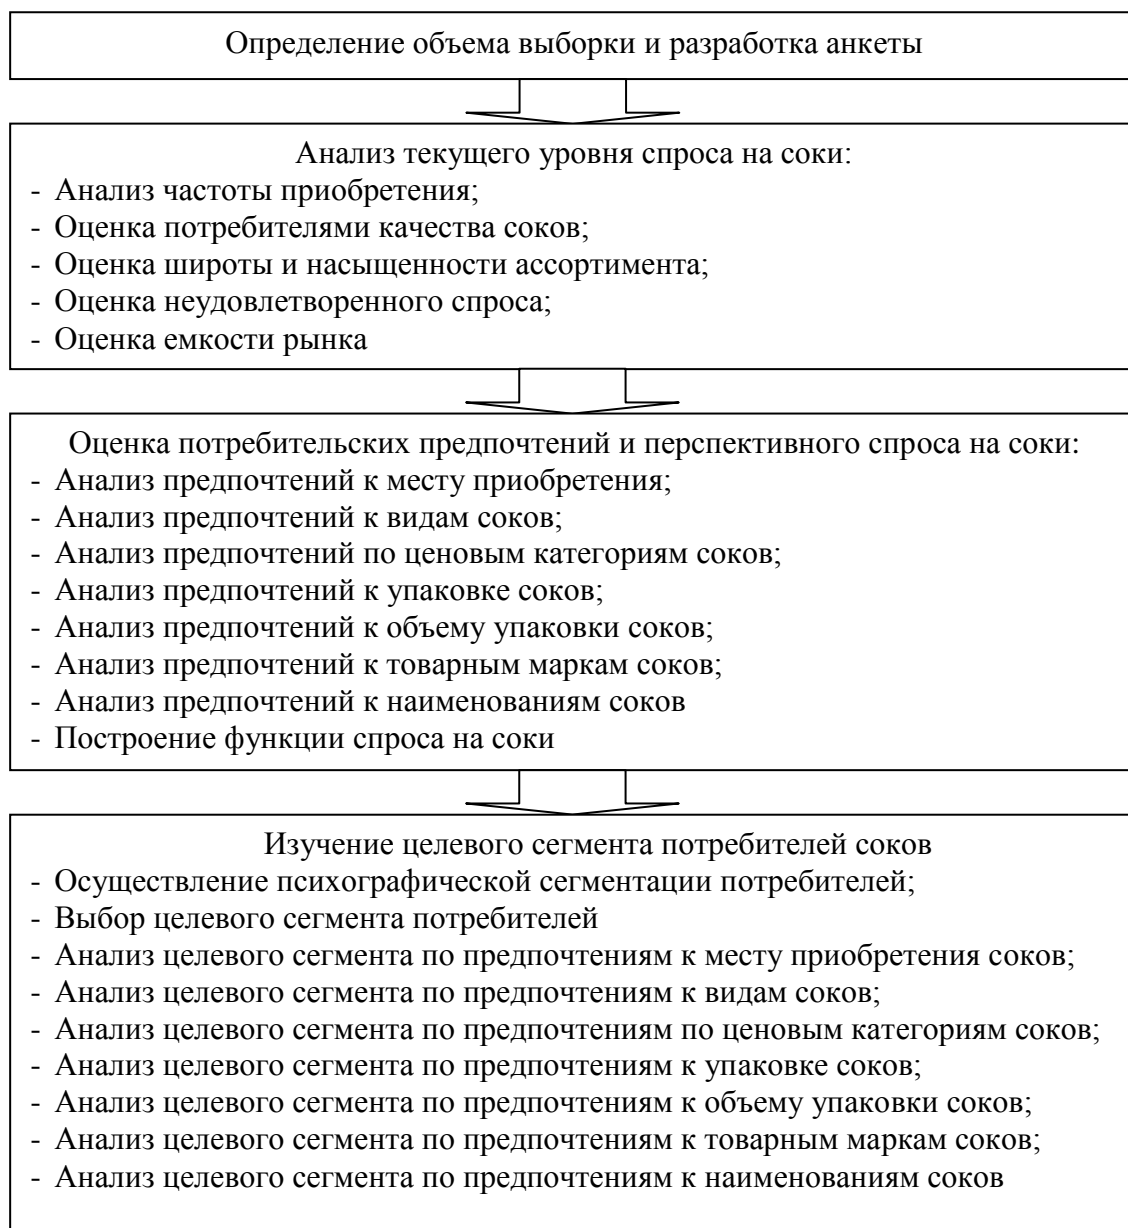 Определение объема выборки и разработка анкеты
Анализ текущего уровня спроса на соки:
- Анализ частоты приобретения;
- Оценка потребителями качества соков;
- Оценка широты и насыщенности ассортимента;
- Оценка неудовлетворенного спроса;
- Оценка емкости рынка
Оценка потребительских предпочтений и перспективного спроса на соки:
- Анализ предпочтений к месту приобретения;
- Анализ предпочтений к видам соков;
- Анализ предпочтений по ценовым категориям соков;
- Анализ предпочтений к упаковке соков;
- Анализ предпочтений к объему упаковки соков;
- Анализ предпочтений к товарным маркам соков;
- Анализ предпочтений к наименованиям соков
- Построение функции спроса на соки
Изучение целевого сегмента потребителей соков
- Осуществление психографической сегментации потребителей;
- Выбор целевого сегмента потребителей
- Анализ целевого сегмента по предпочтениям к месту приобретения соков;
- Анализ целевого сегмента по предпочтениям к видам соков;
- Анализ целевого сегмента по предпочтениям по ценовым категориям соков;
- Анализ целевого сегмента по предпочтениям к упаковке соков;
- Анализ целевого сегмента по предпочтениям к объему упаковки соков;
- Анализ целевого сегмента по предпочтениям к товарным маркам соков;
- Анализ целевого сегмента по предпочтениям к наименованиям соков